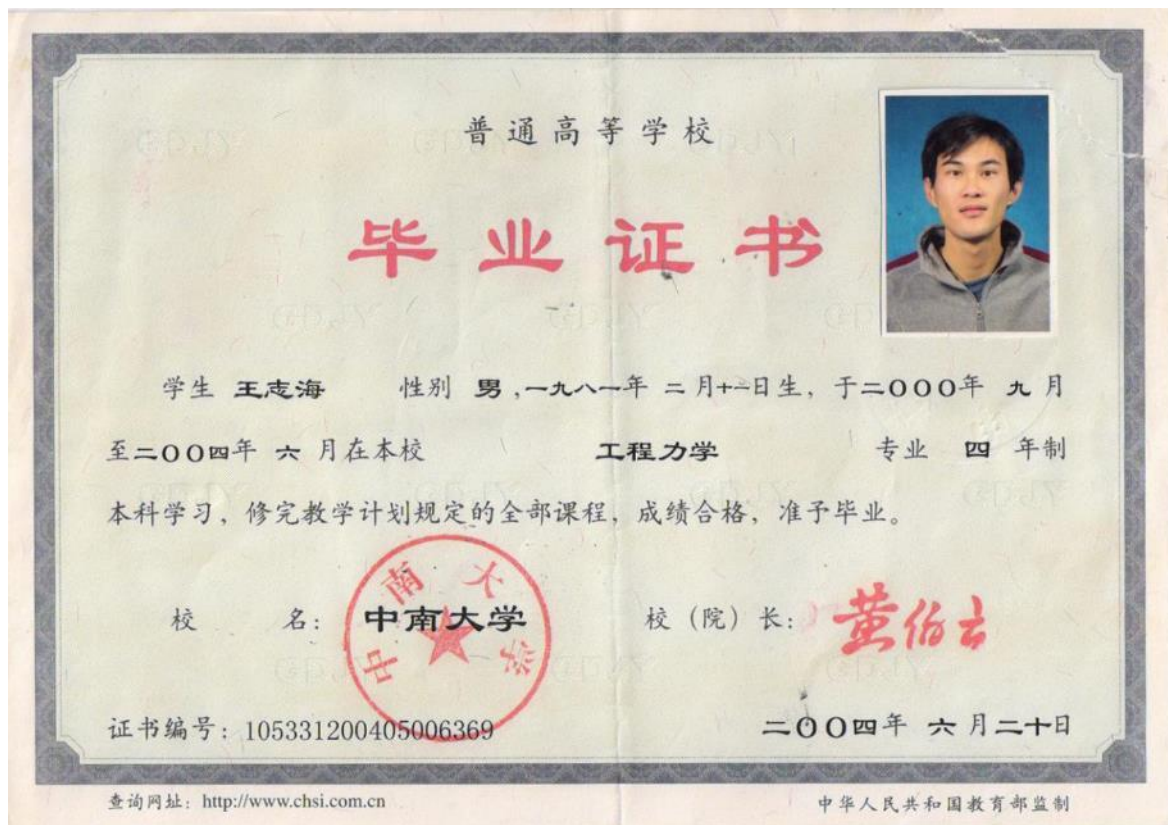 普通高等学校
毕业证书
学生 王志海 性别 男,一九八一年 二月十一日生，于二〇〇〇年 九月
至二〇〇四年 六 月在本校 工程力学 专业 四 年制
本科学习，修完教学计划规定的全部课程，成绩合格，准予毕业。
校 名：中南大学 校（院）长：黄伯云
中南大学
证书编号：105331200405006369 二〇〇四年 六月二十日
查询网址：http://www.chsi.com.cn 中华人民共和国教育部监制